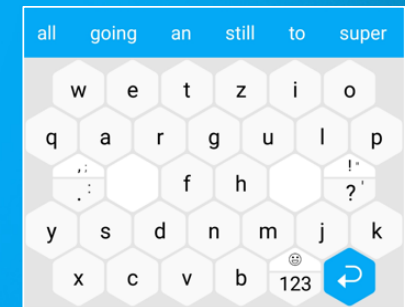 all going an still to super
w e t z i o
q a r g u l p
, ; f h ! "
. : ? '
y s d n m j k
x c v b 123